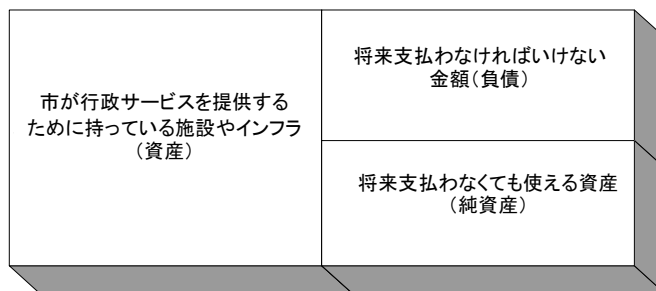 市が行政サービスを提供する
ために持っている施設やインフラ
(資産)
将来支払わなければいけない
金額(負債)
将来支払わなくても使える資産
(純資産)